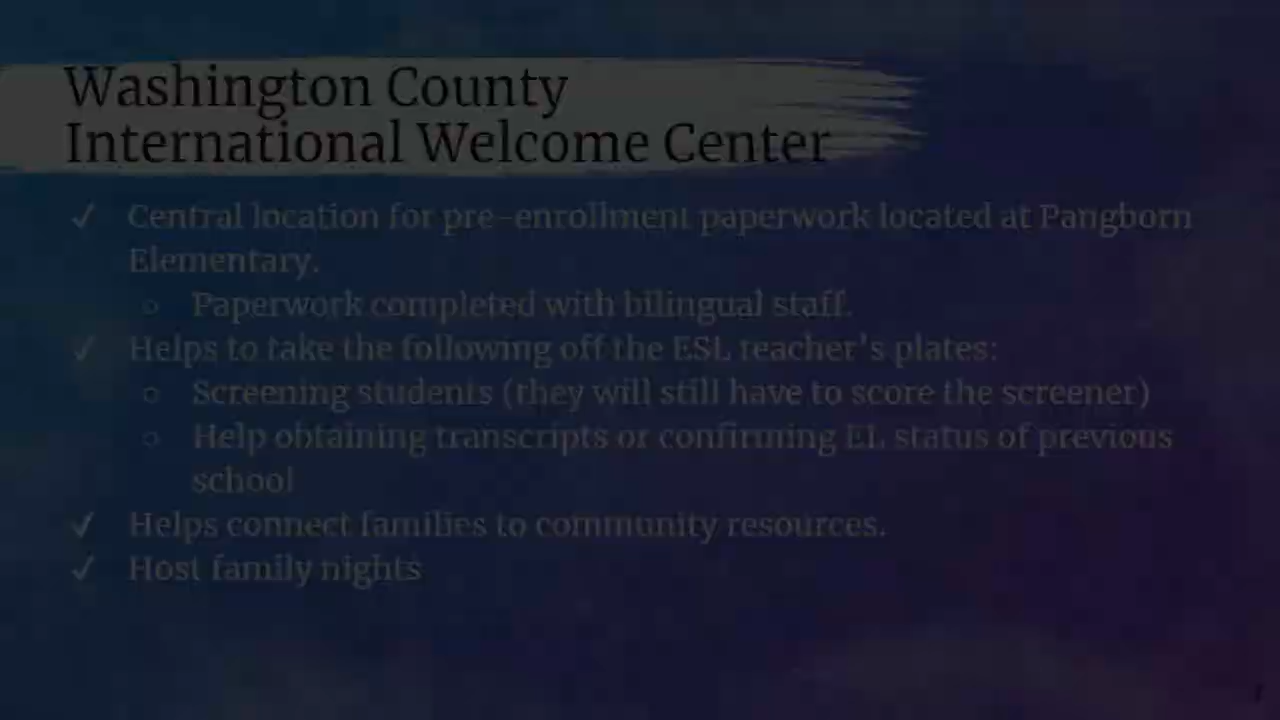 Washington County
International Welcome Center
✓ Central location for pre-enrollment paperwork located at Pangborn
Elementary.
○ Paperwork completed with bilingual staff.
✓ Helps to take the following off the ESL teacher's plates:
○ Screening students (they will still have to score the screener)
○ Help obtaining transcripts or confirming EL status of previous
school
✓ Helps connect families to community resources.
✓ Host family nights